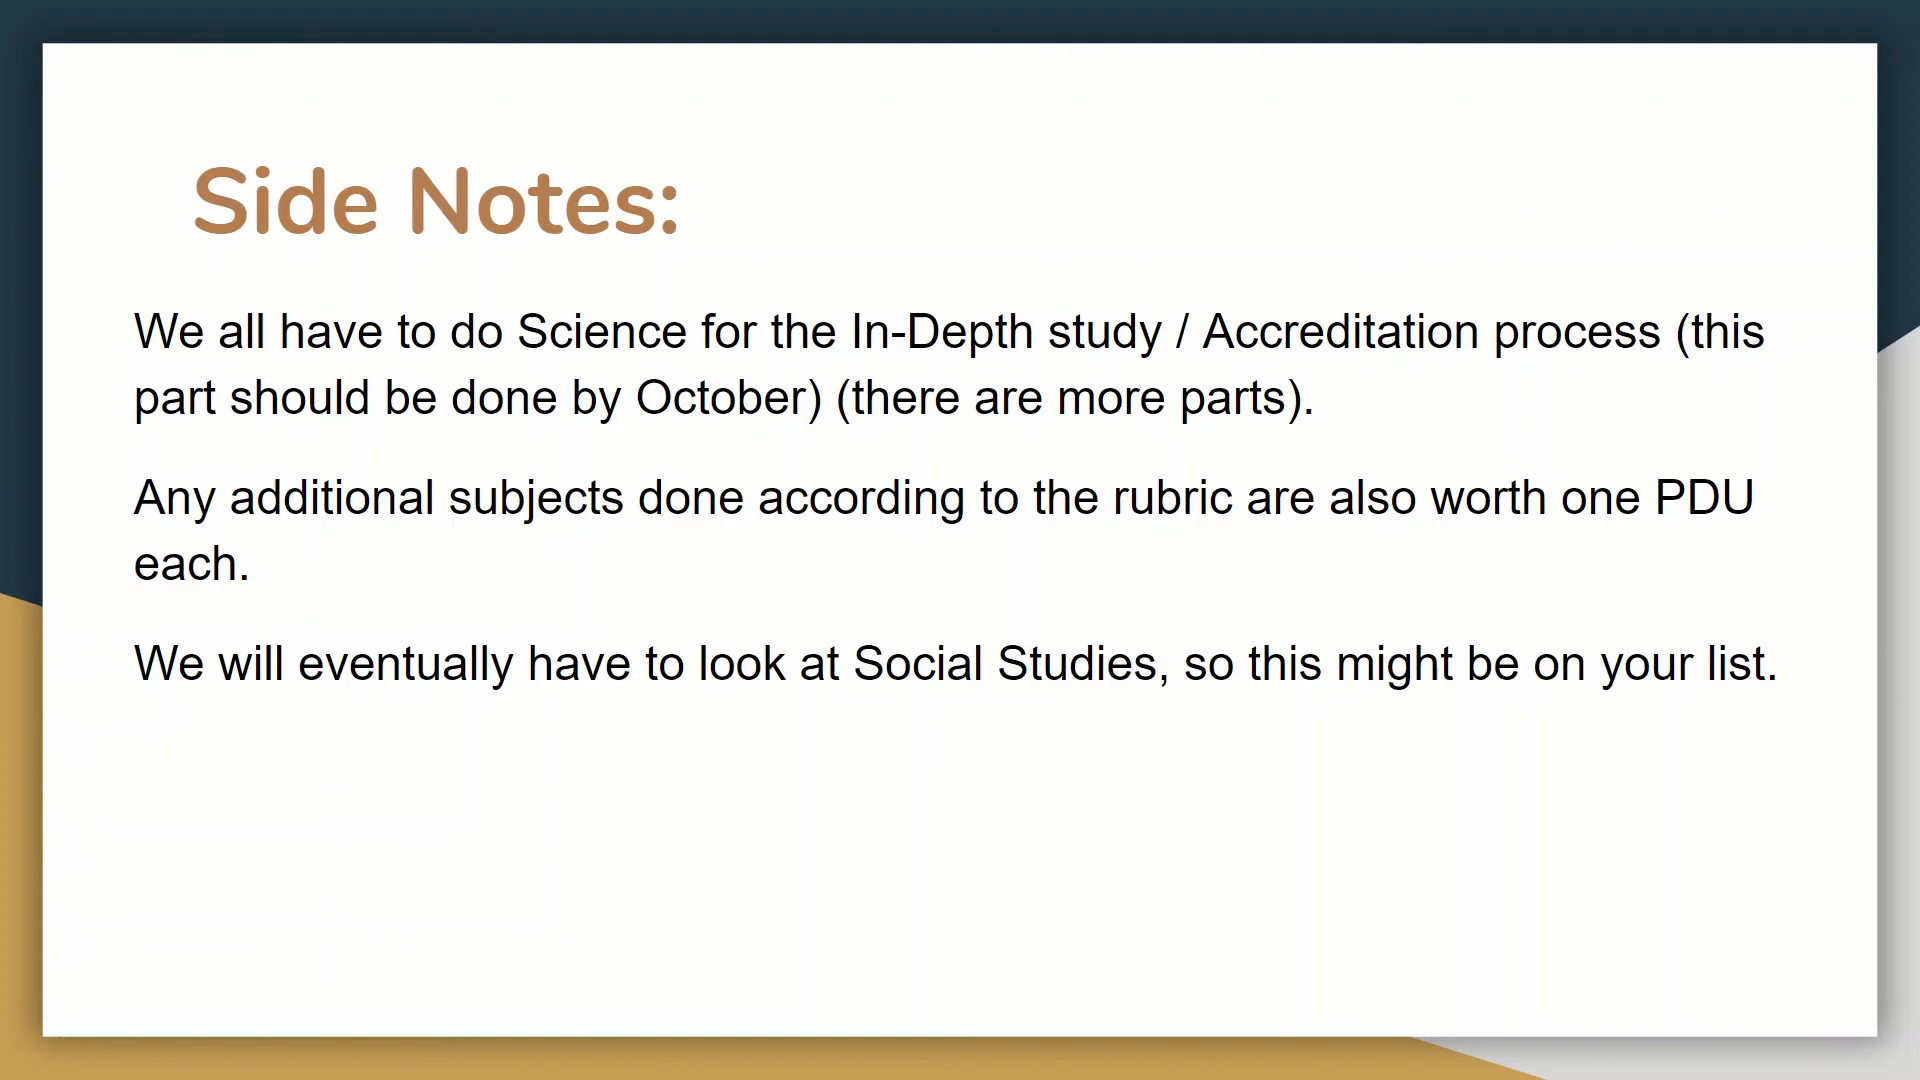 Side Notes:
We all have to do Science for the In-Depth study / Accreditation process (this
part should be done by October) (there are more parts).
Any additional subjects done according to the rubric are also worth one PDU
each.
We will eventually have to look at Social Studies, so this might be on your list.